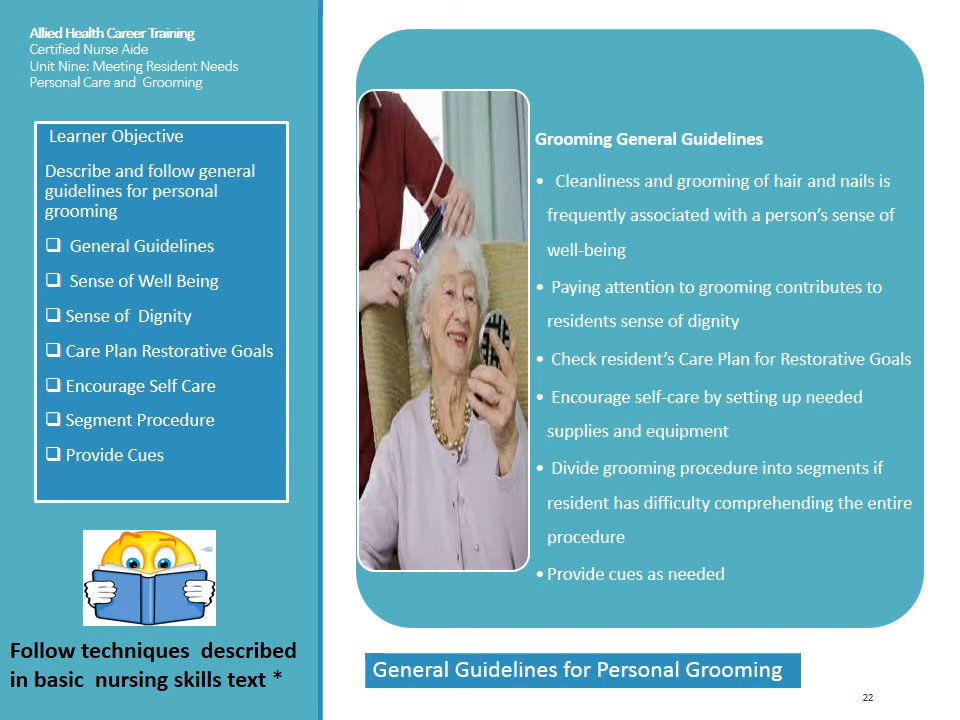 Allied Health Career Training
Certified Nurse Aide
Unit Nine: Meeting Resident Needs
Personal Care and Grooming
Learner Objective
Describe and follow general
guidelines for personal
grooming
❑ General Guidelines
❑ Sense of Well Being
❑ Sense of Dignity
❑ Care Plan Restorative Goals
❑ Encourage Self Care
❑ Segment Procedure
❑ Provide Cues
Follow techniques described
in basic nursing skills text *
Grooming General Guidelines
• Cleanliness and grooming of hair and nails is
frequently associated with a person’s sense of
well-being
• Paying attention to grooming contributes to
residents sense of dignity
• Check resident’s Care Plan for Restorative Goals
• Encourage self-care by setting up needed
supplies and equipment
• Divide grooming procedure into segments if
resident has difficulty comprehending the entire
procedure
• Provide cues as needed
General Guidelines for Personal Grooming
22